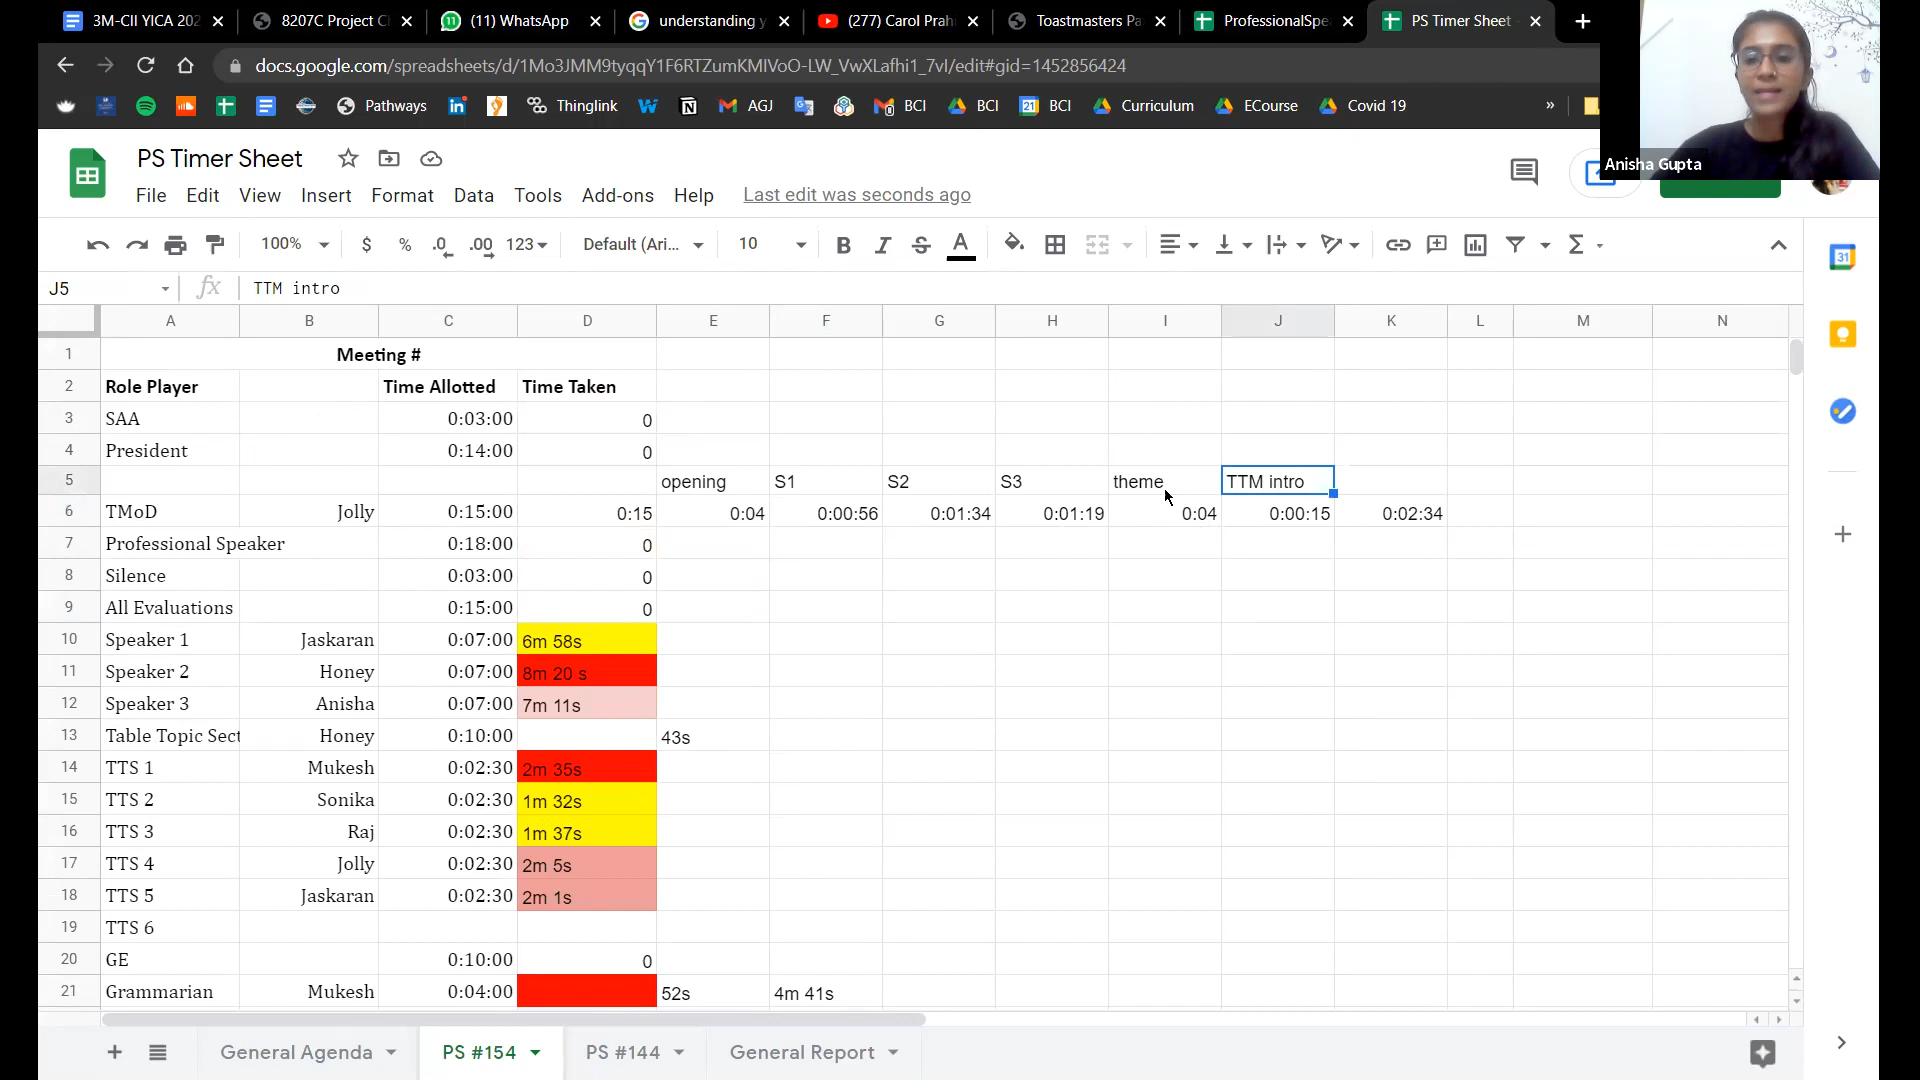 3M-CII YICA 202
8207C Project C
(11) WhatsApp
understanding y
(277) Carol Prah
Toastmasters Pa
ProfessionalSpe
PS Timer Sheet
docs.google.com/spreadsheets/d/1Mo3JMM9tyqqY1F6RTZumKMIVoO-LW_VwXLafhi1_7vI/edit#gid=1452856424
Pathways
Thinglink
AGJ
BCI
BCI
31 BCI
Curriculum
ECourse
Covid 19
»
Anisha Gupta
PS Timer Sheet
File Edit View Insert Format Data Tools Add-ons Help Last edit was seconds ago
100% $ % .0 .00 123 Default (Ari... 10 B I S A Σ
31
J5 fx TTM intro
A B C D E F G H I J K L M N
1 Meeting #
2 Role Player Time Allotted Time Taken
3 SAA 0:03:00 0
4 President 0:14:00 0
5 opening S1 S2 S3 theme TTM intro
6 TMoD Jolly 0:15:00 0:15 0:04 0:00:56 0:01:34 0:01:19 0:04 0:00:15 0:02:34
7 Professional Speaker 0:18:00 0
8 Silence 0:03:00 0
9 All Evaluations 0:15:00 0
10 Speaker 1 Jaskaran 0:07:00 6m 58s
11 Speaker 2 Honey 0:07:00 8m 20 s
12 Speaker 3 Anisha 0:07:00 7m 11s
13 Table Topic Sect Honey 0:10:00 43s
14 TTS 1 Mukesh 0:02:30 2m 35s
15 TTS 2 Sonika 0:02:30 1m 32s
16 TTS 3 Raj 0:02:30 1m 37s
17 TTS 4 Jolly 0:02:30 2m 5s
18 TTS 5 Jaskaran 0:02:30 2m 1s
19 TTS 6
20 GE 0:10:00 0
21 Grammarian Mukesh 0:04:00 52s 4m 41s
General Agenda PS #154 PS #144 General Report